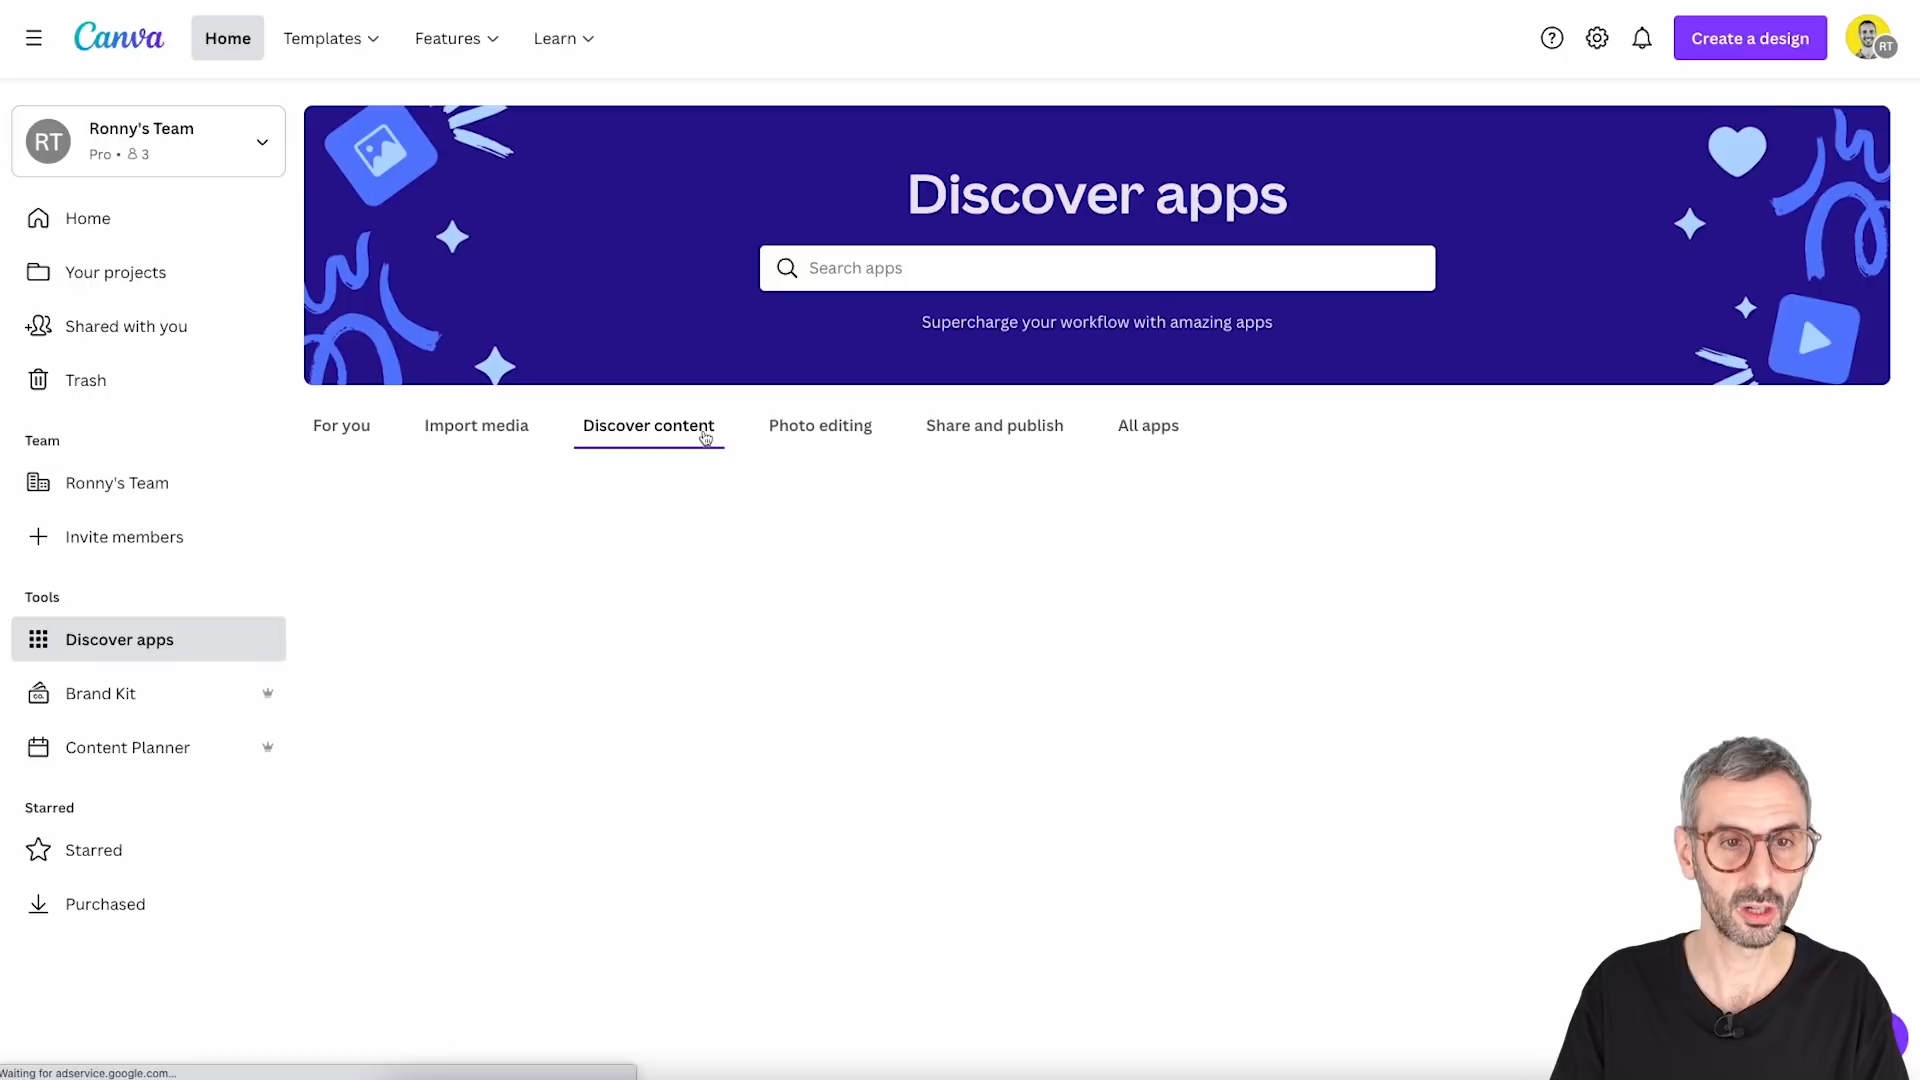 Canva
Home
Templates
Features
Learn
Create a design
RT
RT
Ronny's Team
Pro • 3
Home
Your projects
Shared with you
Trash
Team
Ronny's Team
Invite members
Tools
Discover apps
Brand Kit
Content Planner
Starred
Starred
Purchased
Discover apps
Search apps
Supercharge your workflow with amazing apps
For you
Import media
Discover content
Photo editing
Share and publish
All apps
Waiting for adservice.google.com...